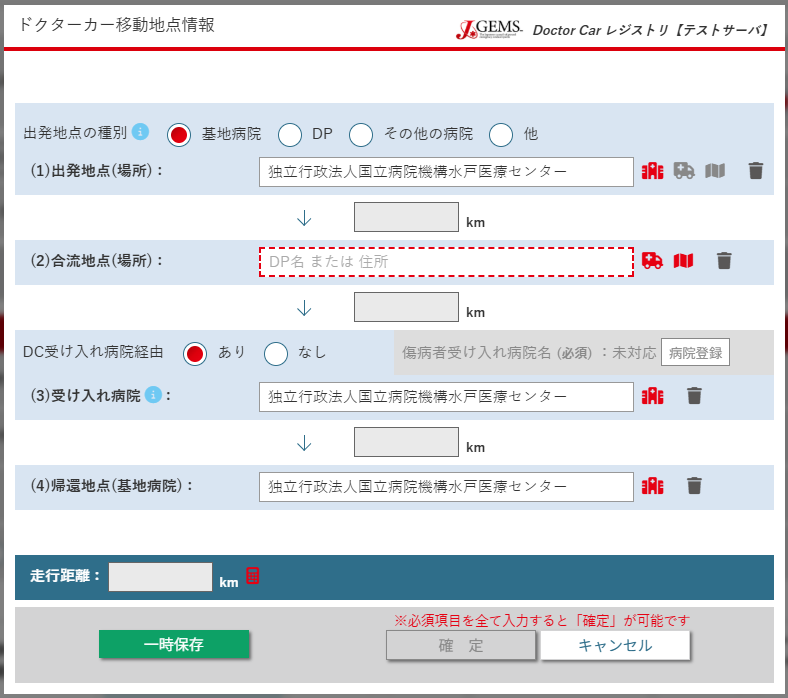 ドクターカー移動地点情報
J GEMS Doctor Car レジストリ【テストサーバ】
出発地点の種別 i 基地病院 DP その他の病院 他
(1)出発地点(場所)： 独立行政法人国立病院機構水戸医療センター
↓ km
(2)合流地点(場所)： DP名 または 住所
↓ km
DC受け入れ病院経由 あり なし 傷病者受け入れ病院名 (必須) ：未対応 病院登録
(3)受け入れ病院 i ： 独立行政法人国立病院機構水戸医療センター
↓ km
(4)帰還地点(基地病院)： 独立行政法人国立病院機構水戸医療センター
走行距離： km
※必須項目を全て入力すると「確定」が可能です
一時保存 確 定 キャンセル